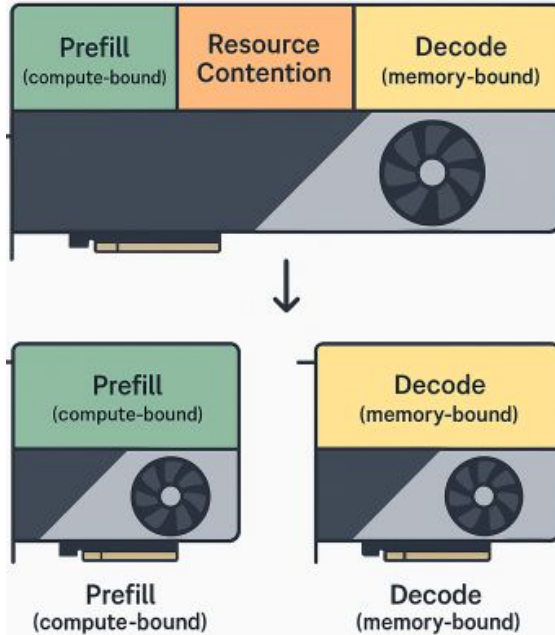 Prefill
(compute-bound)
Resource
Contention
Decode
(memory-bound)
Prefill
(compute-bound)
Decode
(memory-bound)
Prefill
(compute-bound)
Decode
(memory-bound)